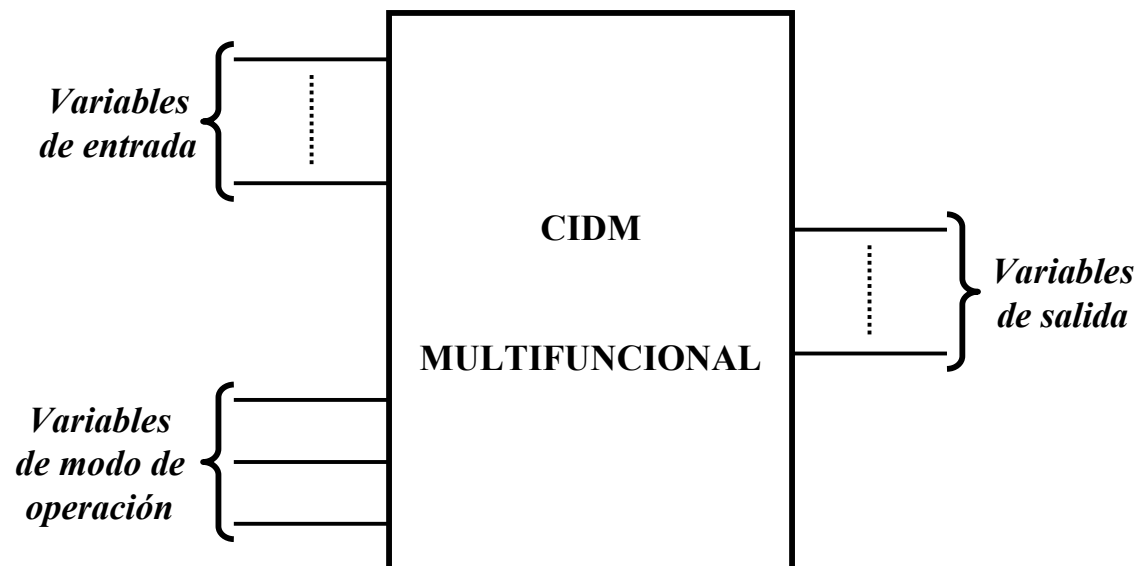 Variables
de entrada
CIDM
MULTIFUNCIONAL
Variables
de salida
Variables
de modo de
operación